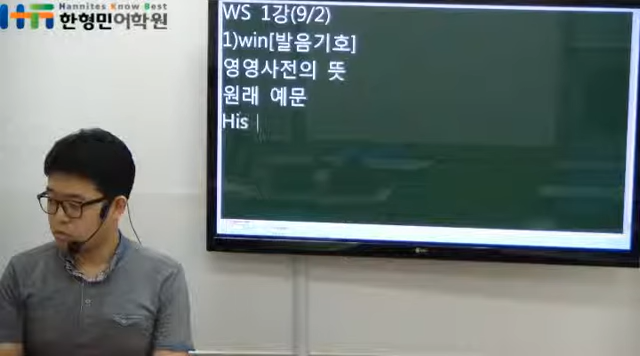 Hannites Know Best
한형민어학원
WS 1강(9/2)
1)win[발음기호]
영영사전의 뜻
원래 예문
His
LG